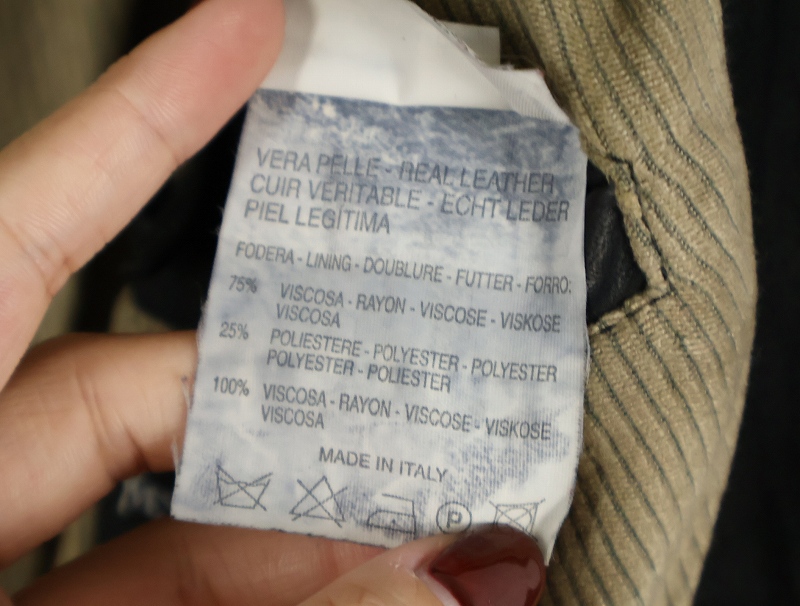 VERA PELLE - REAL LEATHER
CUIR VERITABLE - ECHT LEDER
PIEL LEGÍTIMA
FODERA - LINING - DOUBLURE - FUTTER - FORRO:
75% VISCOSA - RAYON - VISCOSE - VISKOSE
VISCOSA
25% POLIESTERE - POLYESTER - POLYESTER
POLYESTER - POLIESTER
100% VISCOSA - RAYON - VISCOSE - VISKOSE
VISCOSA
MADE IN ITALY
P